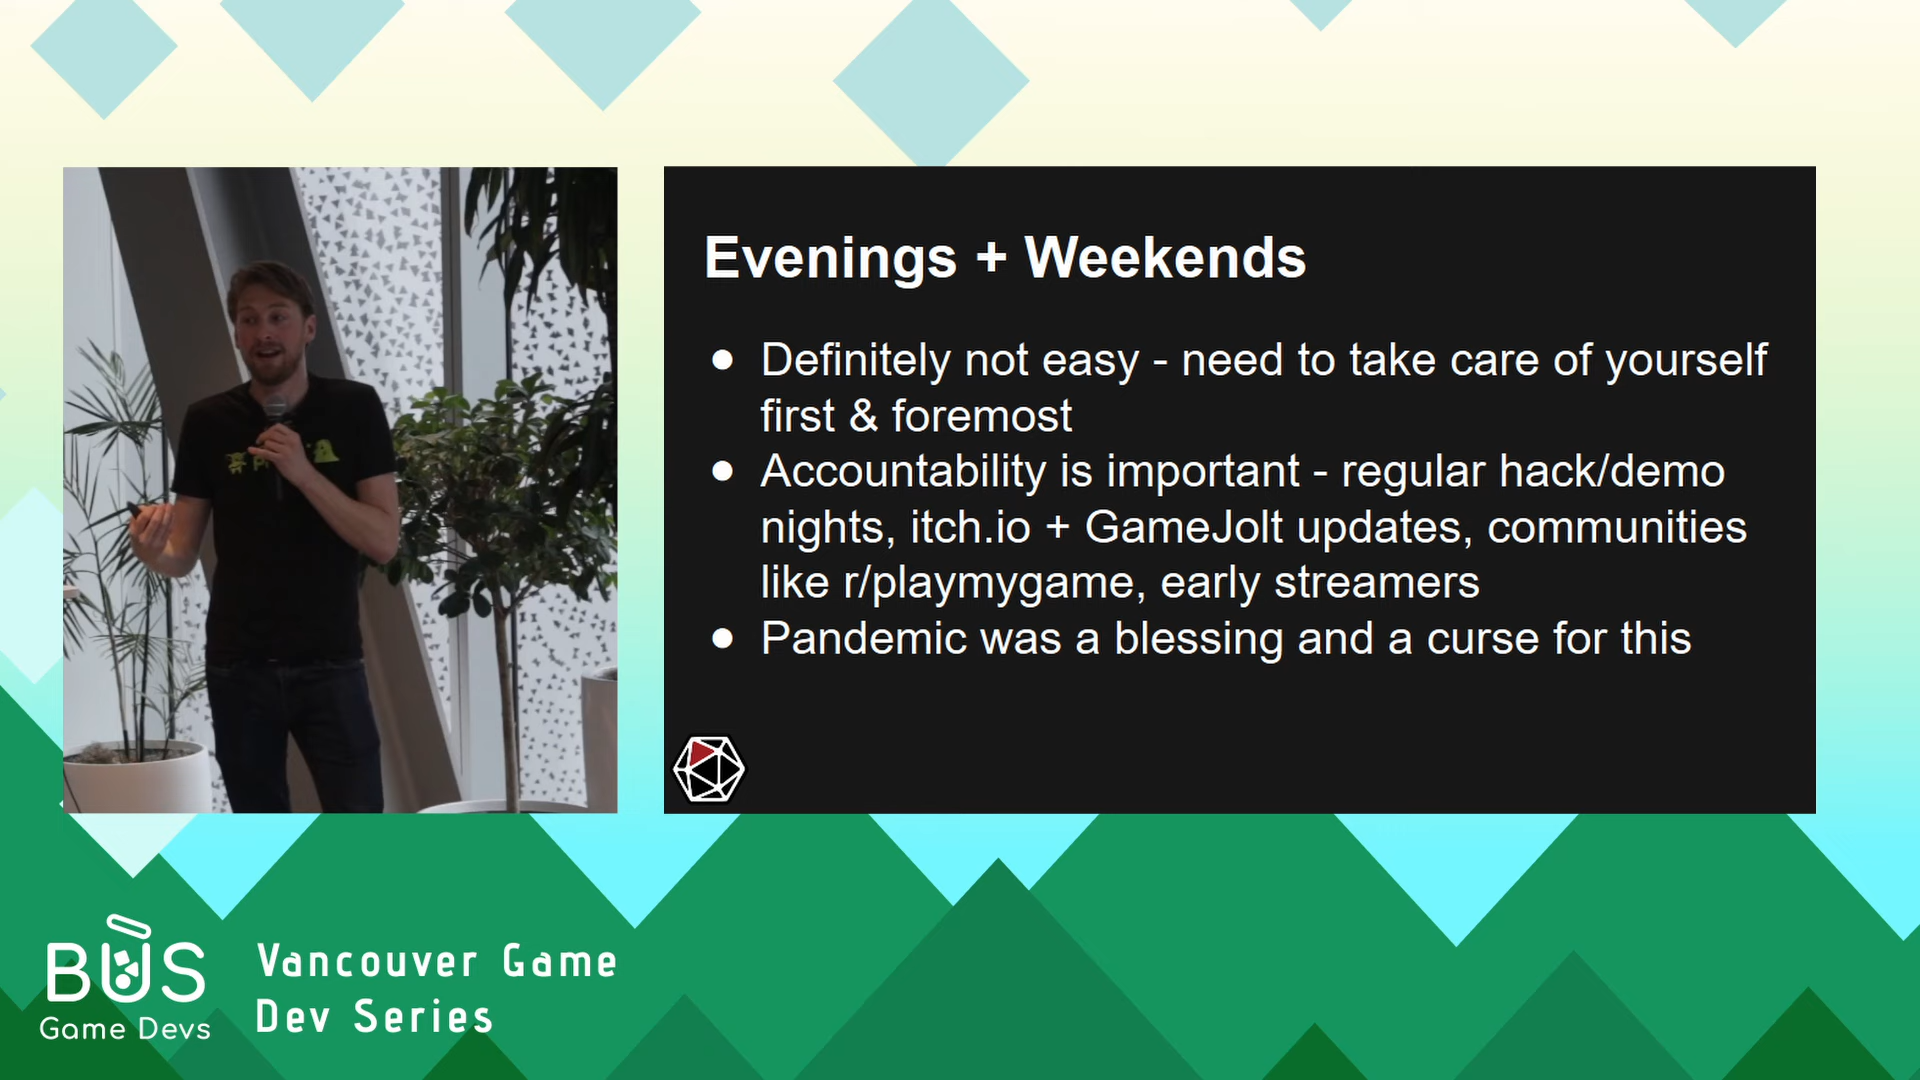 Evenings + Weekends
● Definitely not easy - need to take care of yourself
first & foremost
● Accountability is important - regular hack/demo
nights, itch.io + GameJolt updates, communities
like r/playmygame, early streamers
● Pandemic was a blessing and a curse for this
BUS
Game Devs
Vancouver Game
Dev Series